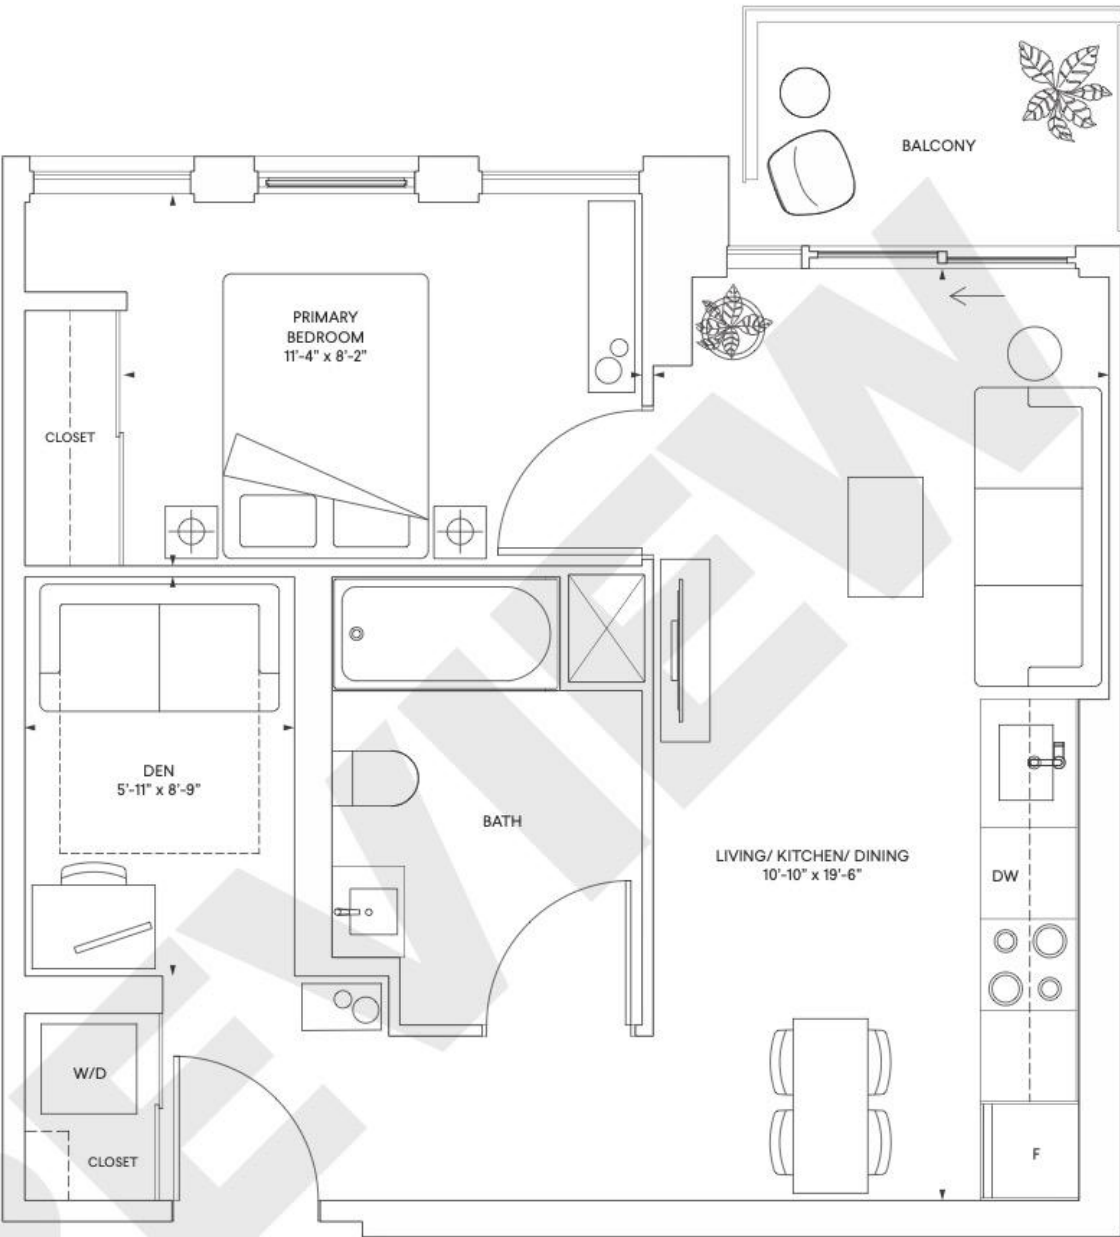 BALCONY
PRIMARY
BEDROOM
11'-4" x 8'-2"
CLOSET
DEN
5'-11" x 8'-9"
BATH
LIVING/ KITCHEN/ DINING
10'-10" x 19'-6"
DW
W/D
CLOSET
F
PREVIEW